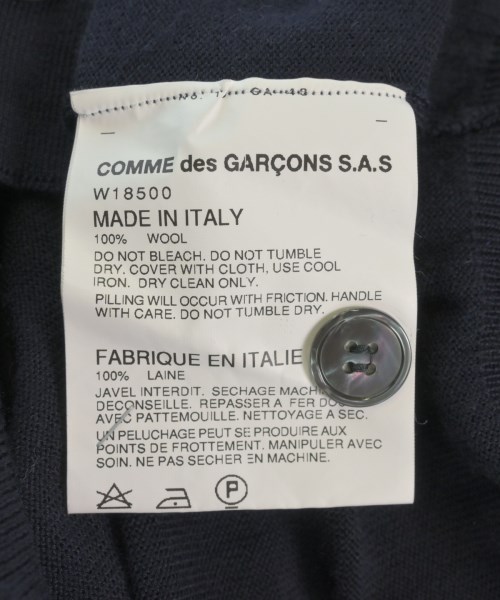 COMME des GARÇONS S.A.S
W18500
MADE IN ITALY
100% WOOL
DO NOT BLEACH. DO NOT TUMBLE
DRY. COVER WITH CLOTH, USE COOL
IRON. DRY CLEAN ONLY.
PILLING WILL OCCUR WITH FRICTION. HANDLE
WITH CARE. DO NOT TUMBLE DRY.
FABRIQUE EN ITALIE
100% LAINE
JAVEL INTERDIT. SECHAGE MACH
DECONSEILLE. REPASSER A FER DO
AVEC PATTEMOUILLE. NETTOYAGE A SEC.
UN PELUCHAGE PEUT SE PRODUIRE AUX
POINTS DE FROTTEMENT. MANIPULER AVEC
SOIN. NE PAS SECHER EN MACHINE.
P